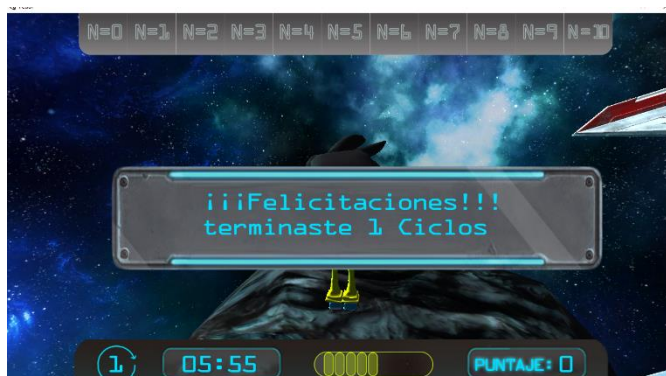 N=0 N=1 N=2 N=3 N=4 N=5 N=6 N=7 N=8 N=9 N=10
¡¡¡Felicitaciones!!!
terminaste 1 Ciclos
1 05:55 PUNTAJE: 0